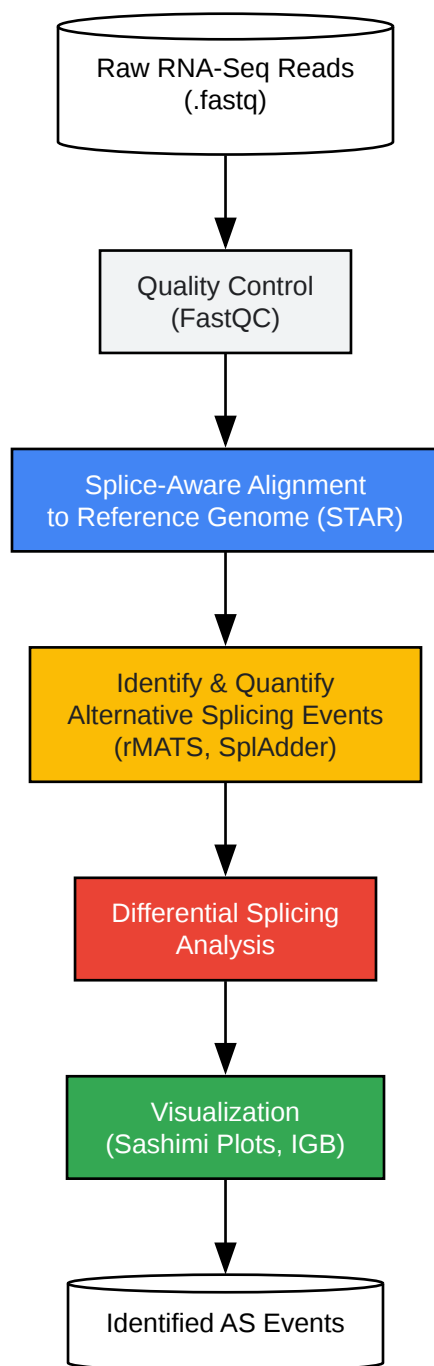 Raw RNA-Seq Reads
(.fastq)
Quality Control
(FastQC)
Splice-Aware Alignment
to Reference Genome (STAR)
Identify & Quantify
Alternative Splicing Events
(rMATS, SplAdder)
Differential Splicing
Analysis
Visualization
(Sashimi Plots, IGB)
Identified AS Events